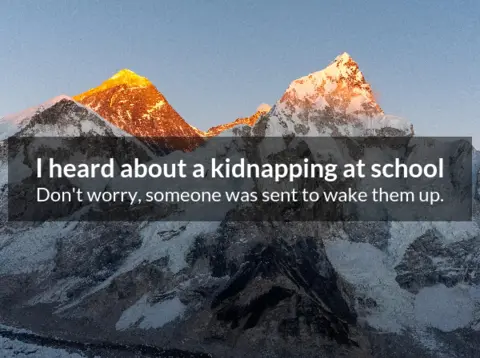 I heard about a kidnapping at school
Don't worry, someone was sent to wake them up.